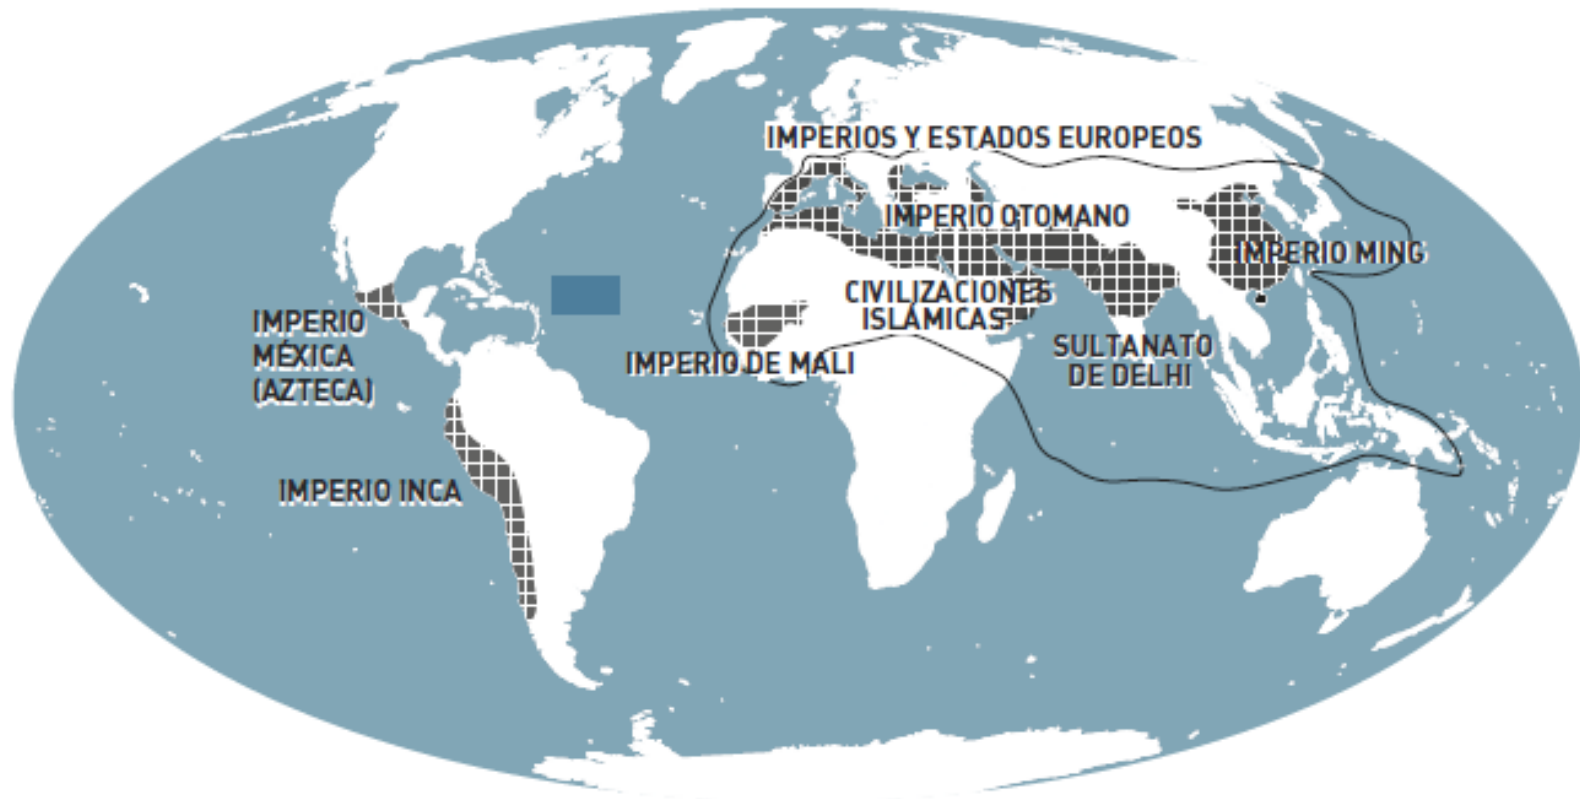 IMPERIOS Y ESTADOS EUROPEOS
IMPERIO OTOMANO
IMPERIO MING
CIVILIZACIONES
ISLÁMICAS
IMPERIO
MÉXICA
(AZTECA)
IMPERIO DE MALI
SULTANATO
DE DELHI
IMPERIO INCA